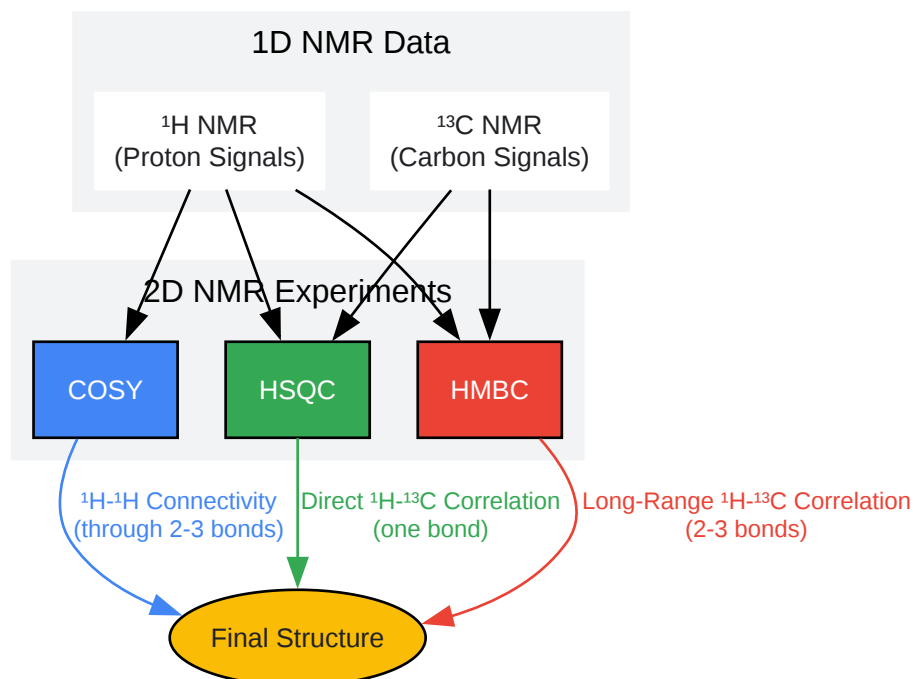 1D NMR Data
¹H NMR
(Proton Signals)
¹³C NMR
(Carbon Signals)
2D NMR Experiments
COSY
HSQC
HMBC
¹H-¹H Connectivity
(through 2-3 bonds)
Direct ¹H-¹³C Correlation
(one bond)
Long-Range ¹H-¹³C Correlation
(2-3 bonds)
Final Structure